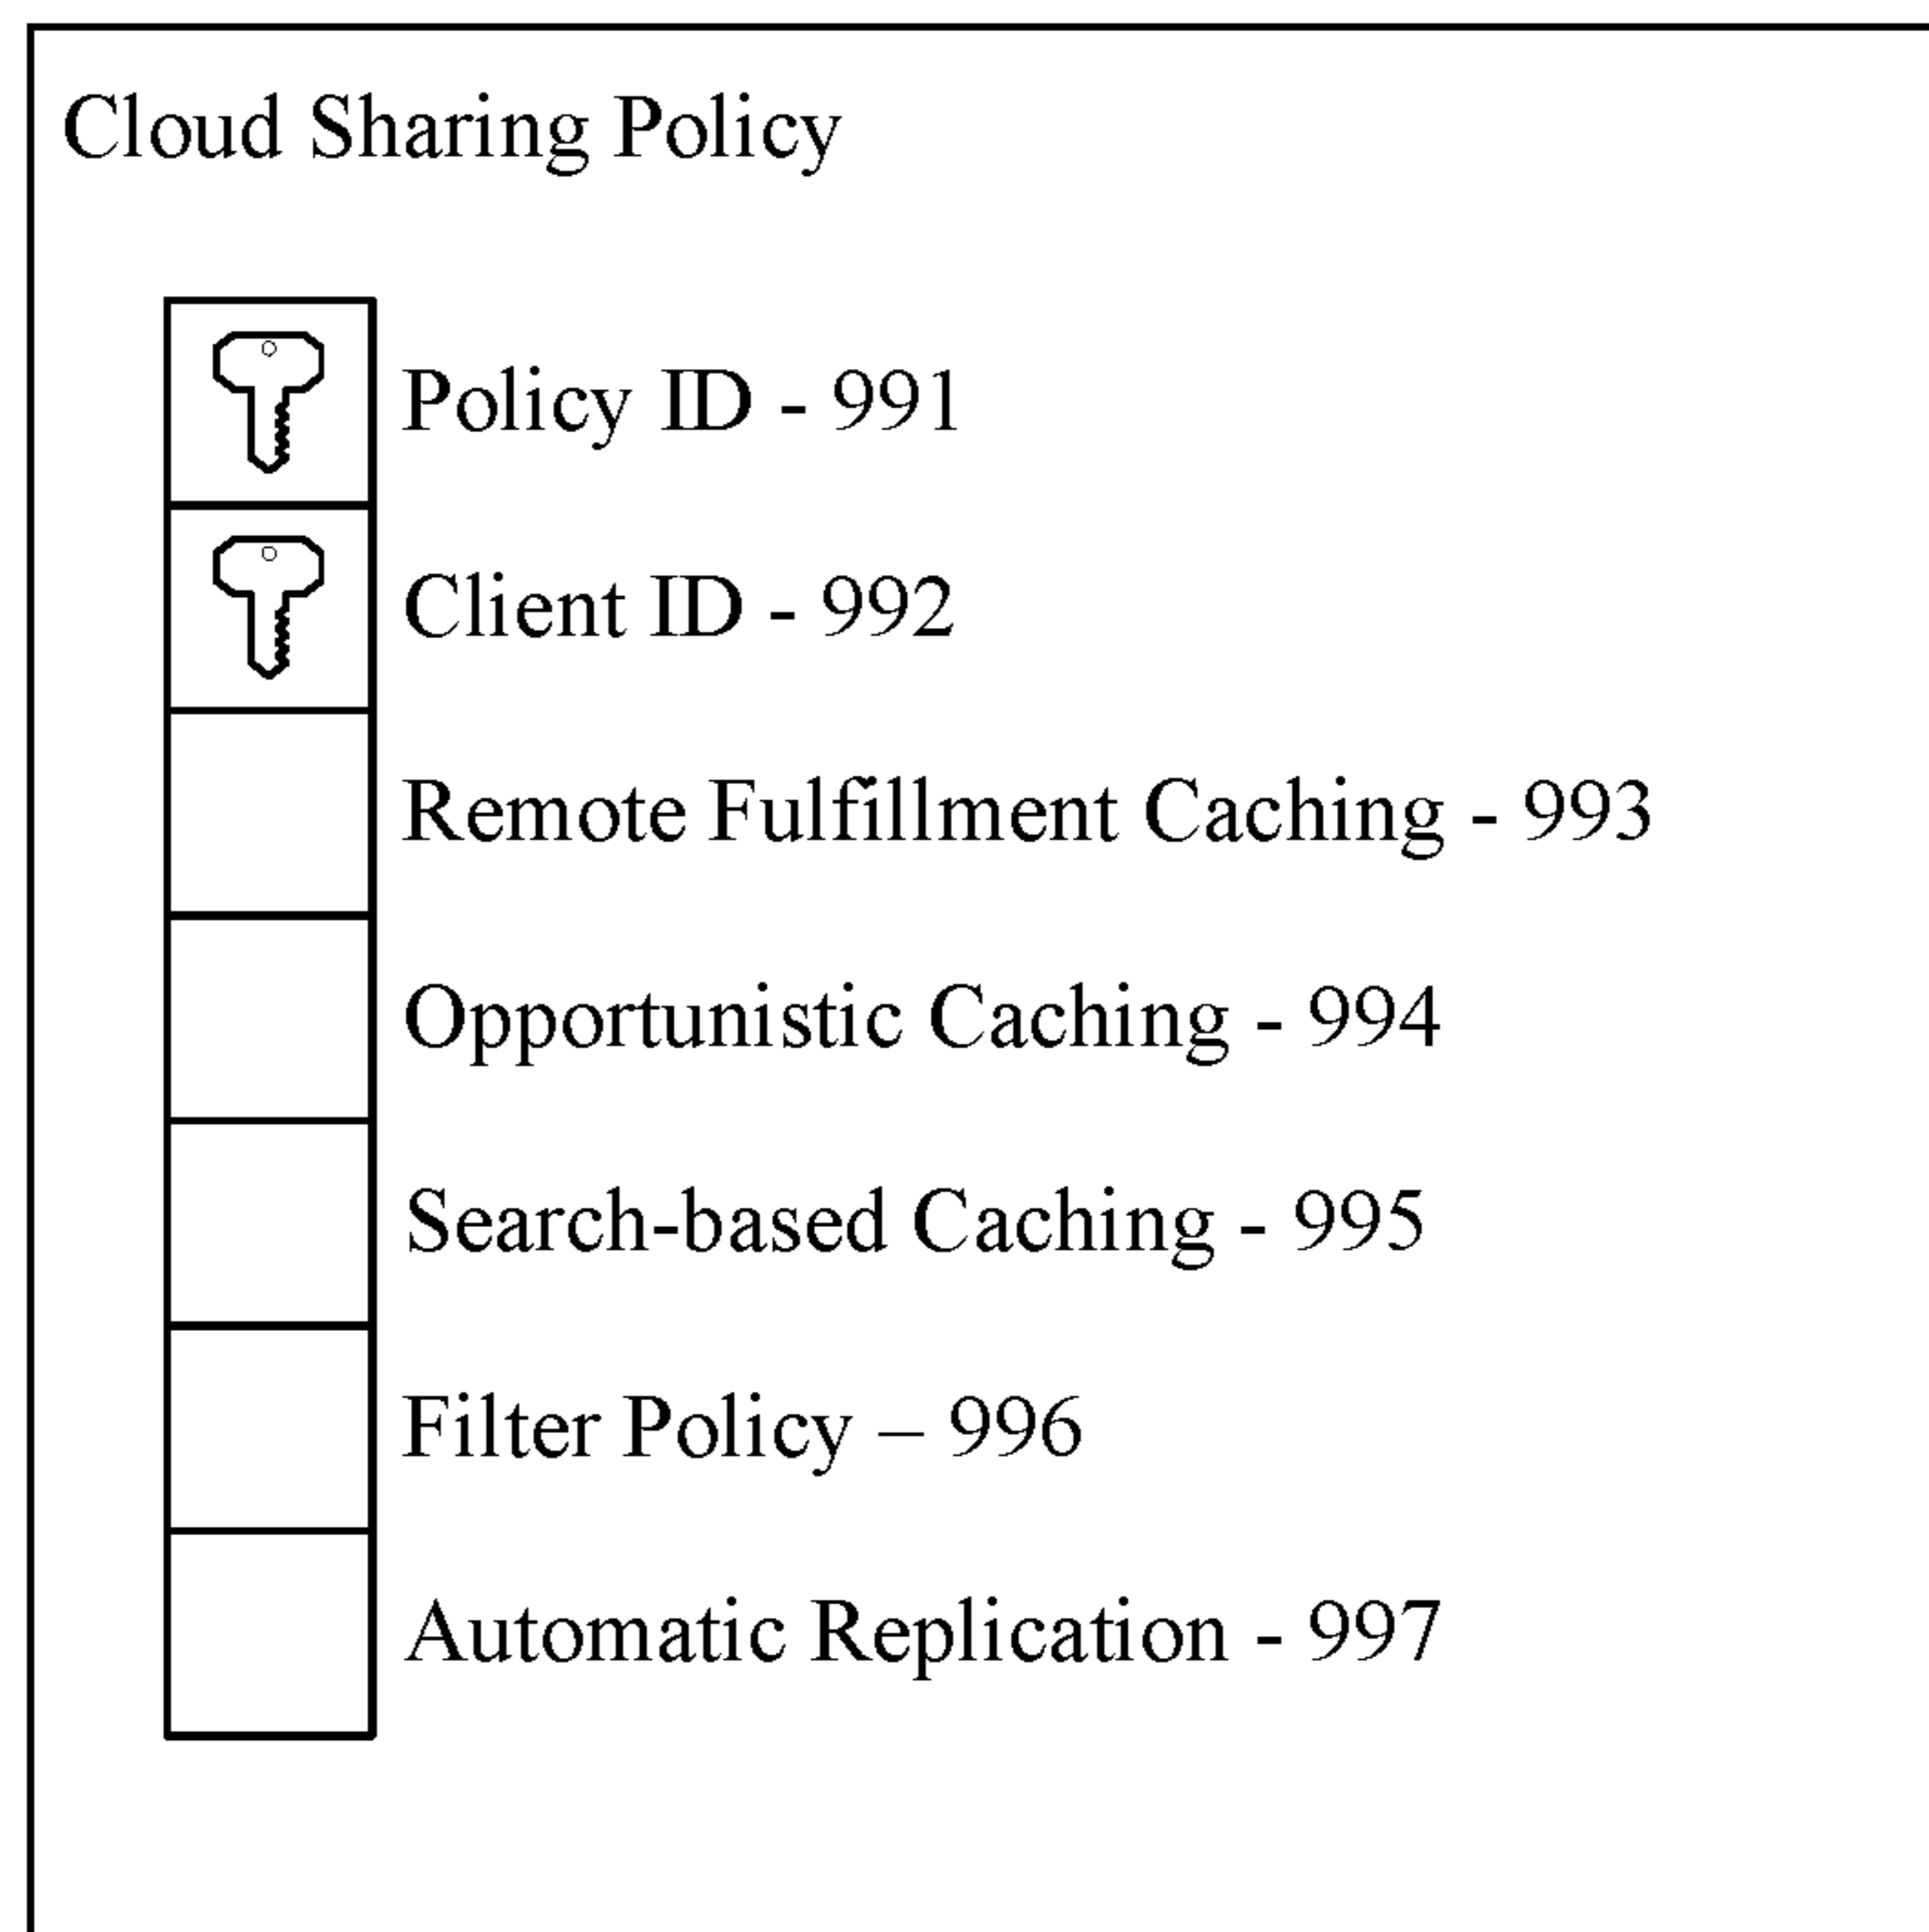 Cloud Sharing Policy
Policy ID - 991
Client ID - 992
Remote Fulfillment Caching - 993
Opportunistic Caching - 994
Search-based Caching - 995
Filter Policy – 996
Automatic Replication - 997